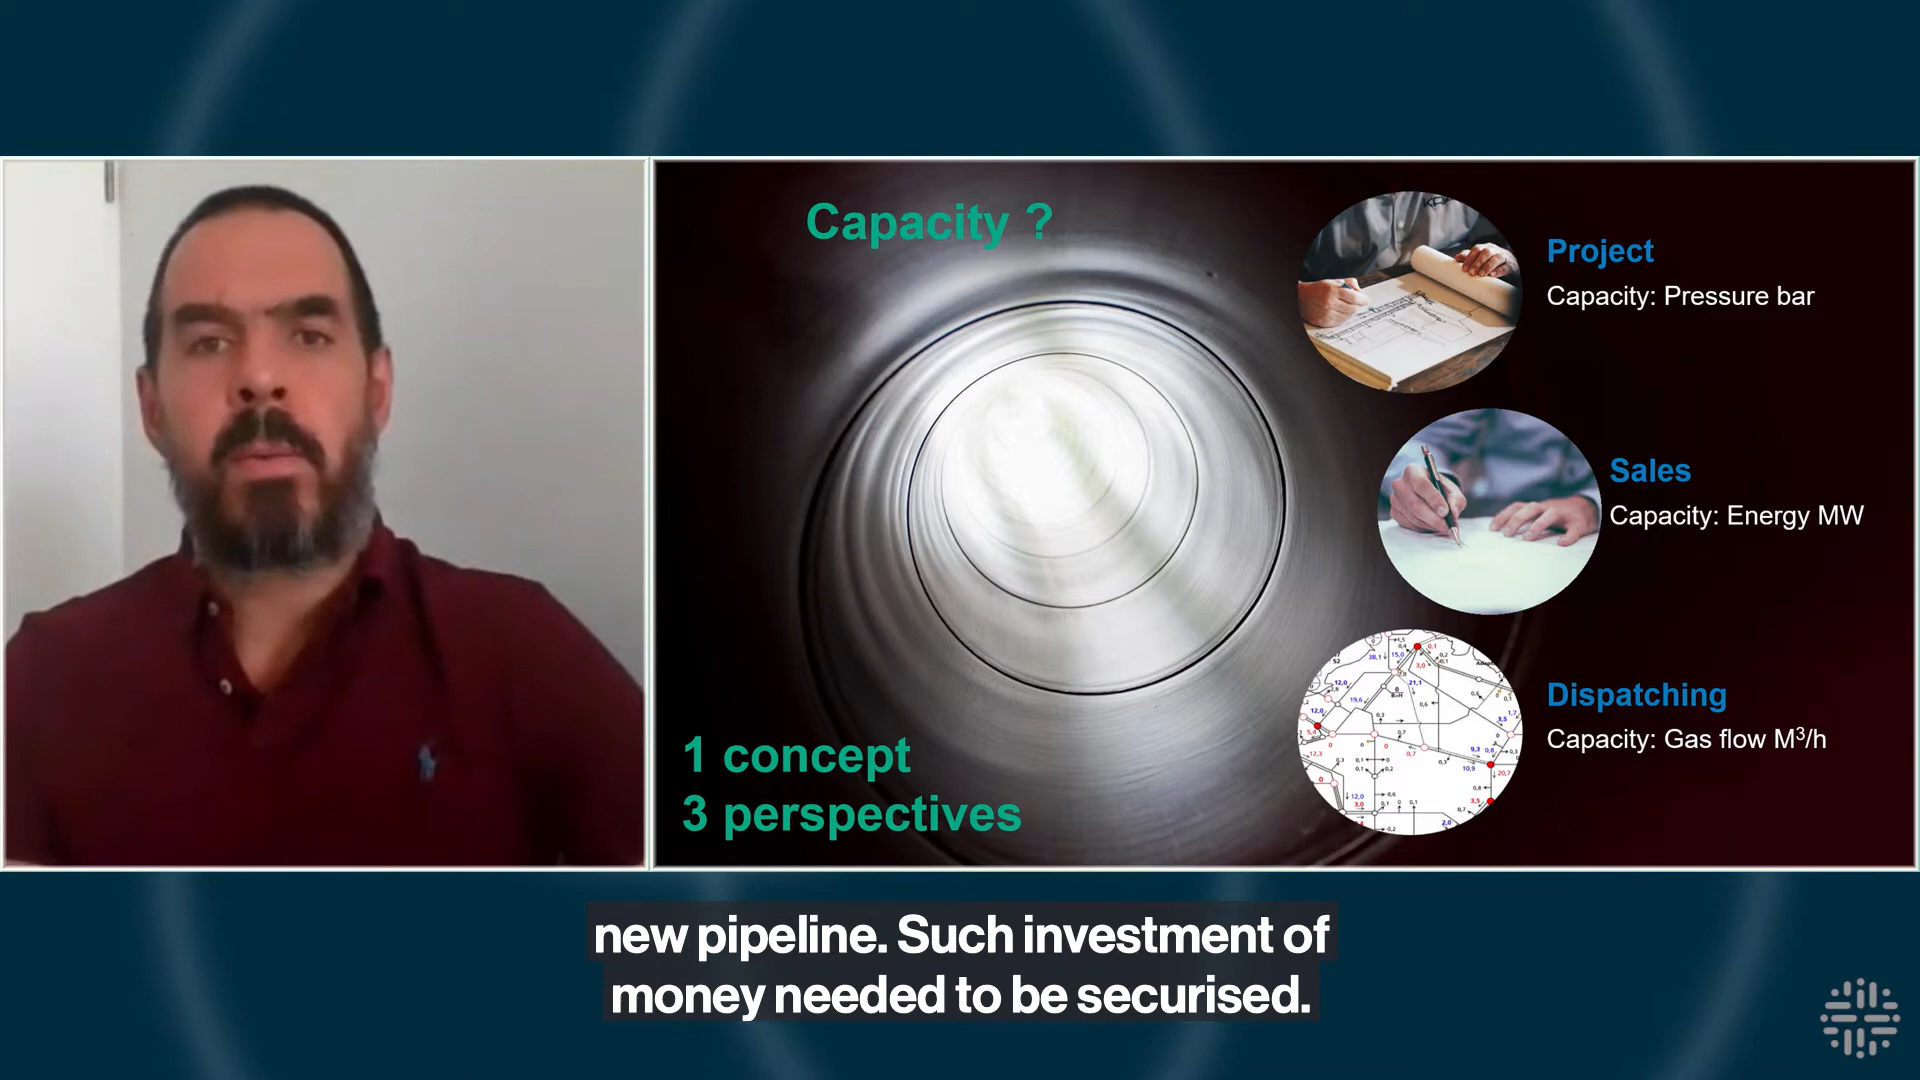 Capacity ?
Project
Capacity: Pressure bar
Sales
Capacity: Energy MW
Dispatching
Capacity: Gas flow M³/h
1 concept
3 perspectives
new pipeline. Such investment of
money needed to be securised.